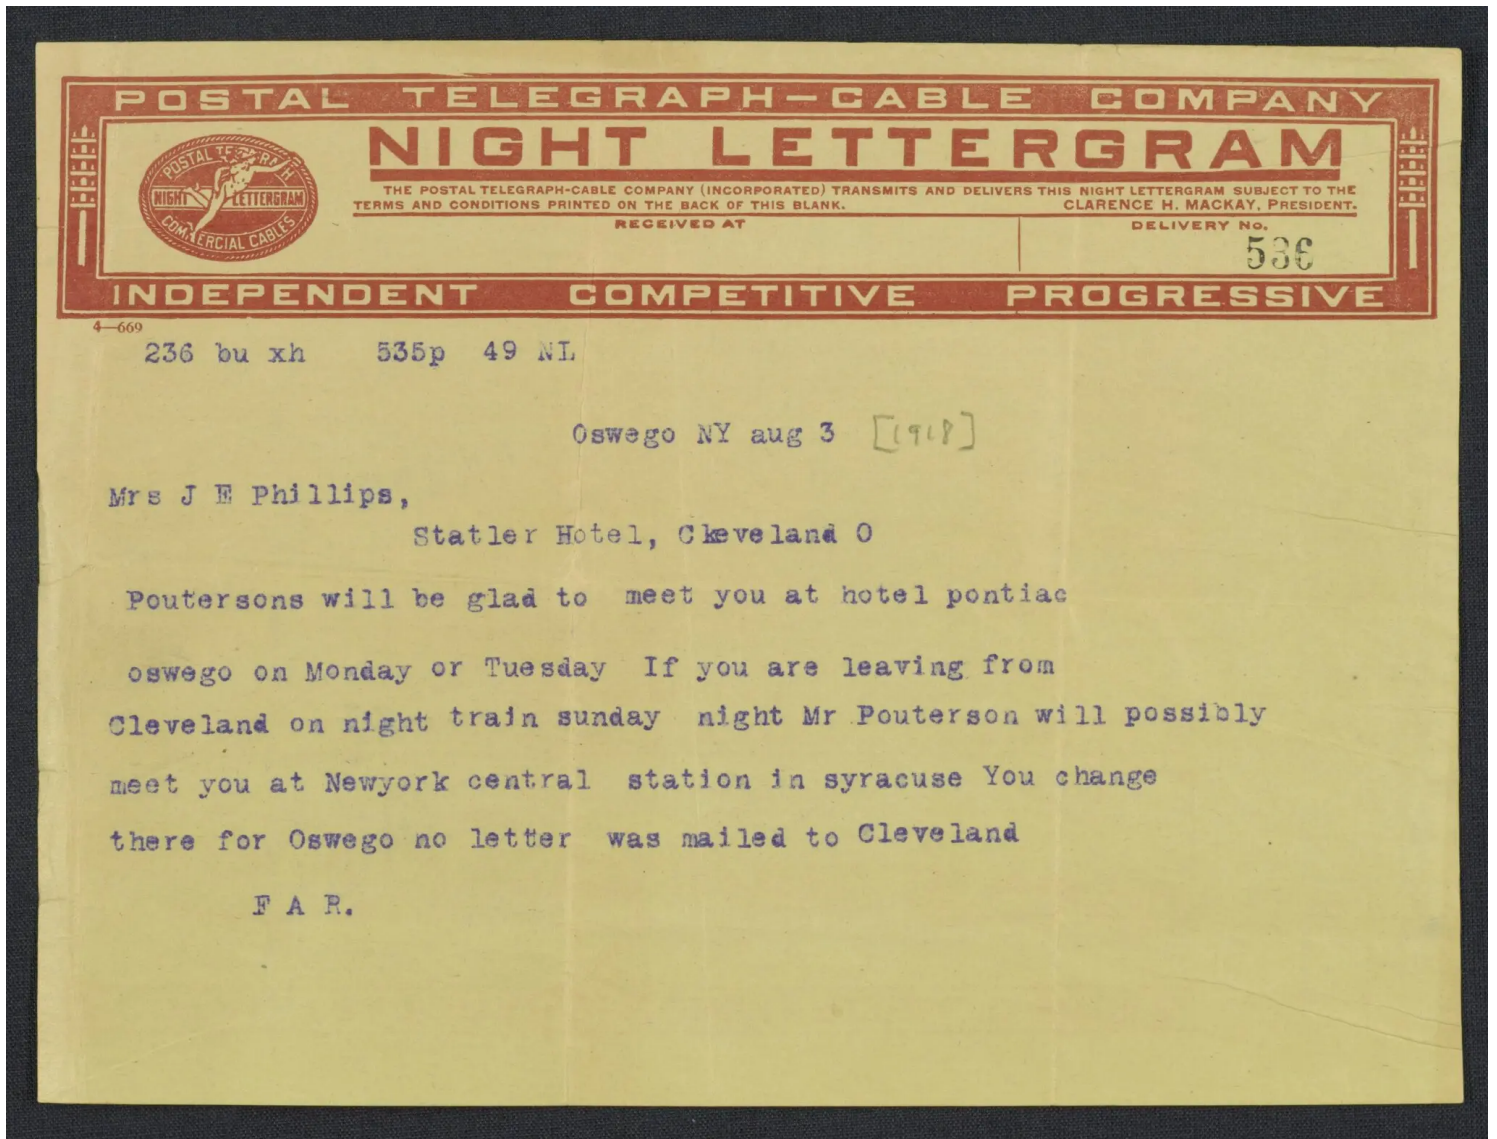 POSTAL TELEGRAPH—CABLE COMPANY
NIGHT LETTERGRAM
POSTAL TE RAPH
NIGHT LETTERGRAM
COMMERCIAL CABLES
THE POSTAL TELEGRAPH-CABLE COMPANY (INCORPORATED) TRANSMITS AND DELIVERS THIS NIGHT LETTERGRAM SUBJECT TO THE
TERMS AND CONDITIONS PRINTED ON THE BACK OF THIS BLANK. CLARENCE H. MACKAY, PRESIDENT.
RECEIVED AT
DELIVERY No.
536
INDEPENDENT COMPETITIVE PROGRESSIVE
4—669
236 bu xh 535p 49 NL
Oswego NY aug 3 [1918]
Mrs J E Phillips,
Statler Hotel, Ckeveland O
Poutersons will be glad to meet you at hotel pontiac
oswego on Monday or Tuesday If you are leaving from
Cleveland on night train sunday night Mr Pouterson will possibly
meet you at Newyork central station in syracuse You change
there for Oswego no letter was mailed to Cleveland
F A R.